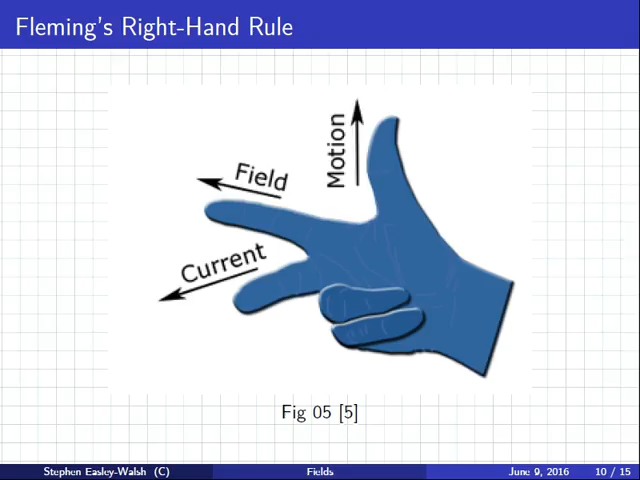 Fleming's Right-Hand Rule
Motion
Field
Current
Fig 05 [5]
Stephen Easley-Walsh (C)
Fields
June 9, 2016
10 / 15